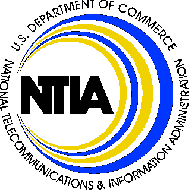 U.S. DEPARTMENT OF COMMERCE
NTIA
NATIONAL TELECOMMUNICATIONS & INFORMATION ADMINISTRATION